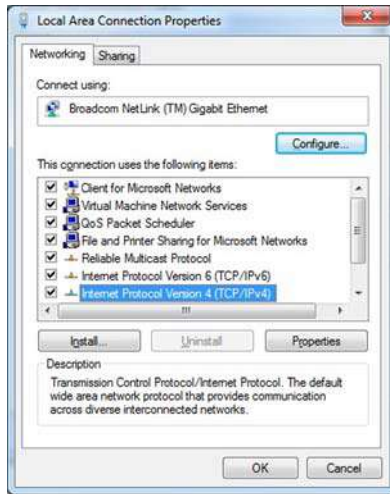 Local Area Connection Properties
Networking
Sharing
Connect using:
Broadcom NetLink (TM) Gigabit Ethernet
Configure...
This connection uses the following items:
Client for Microsoft Networks
Virtual Machine Network Services
QoS Packet Scheduler
File and Printer Sharing for Microsoft Networks
Reliable Multicast Protocol
Internet Protocol Version 6 (TCP/IPv6)
Internet Protocol Version 4 (TCP/IPv4)
Install...
Uninstall
Properties
Description
Transmission Control Protocol/Internet Protocol. The default
wide area network protocol that provides communication
across diverse interconnected networks.
OK
Cancel